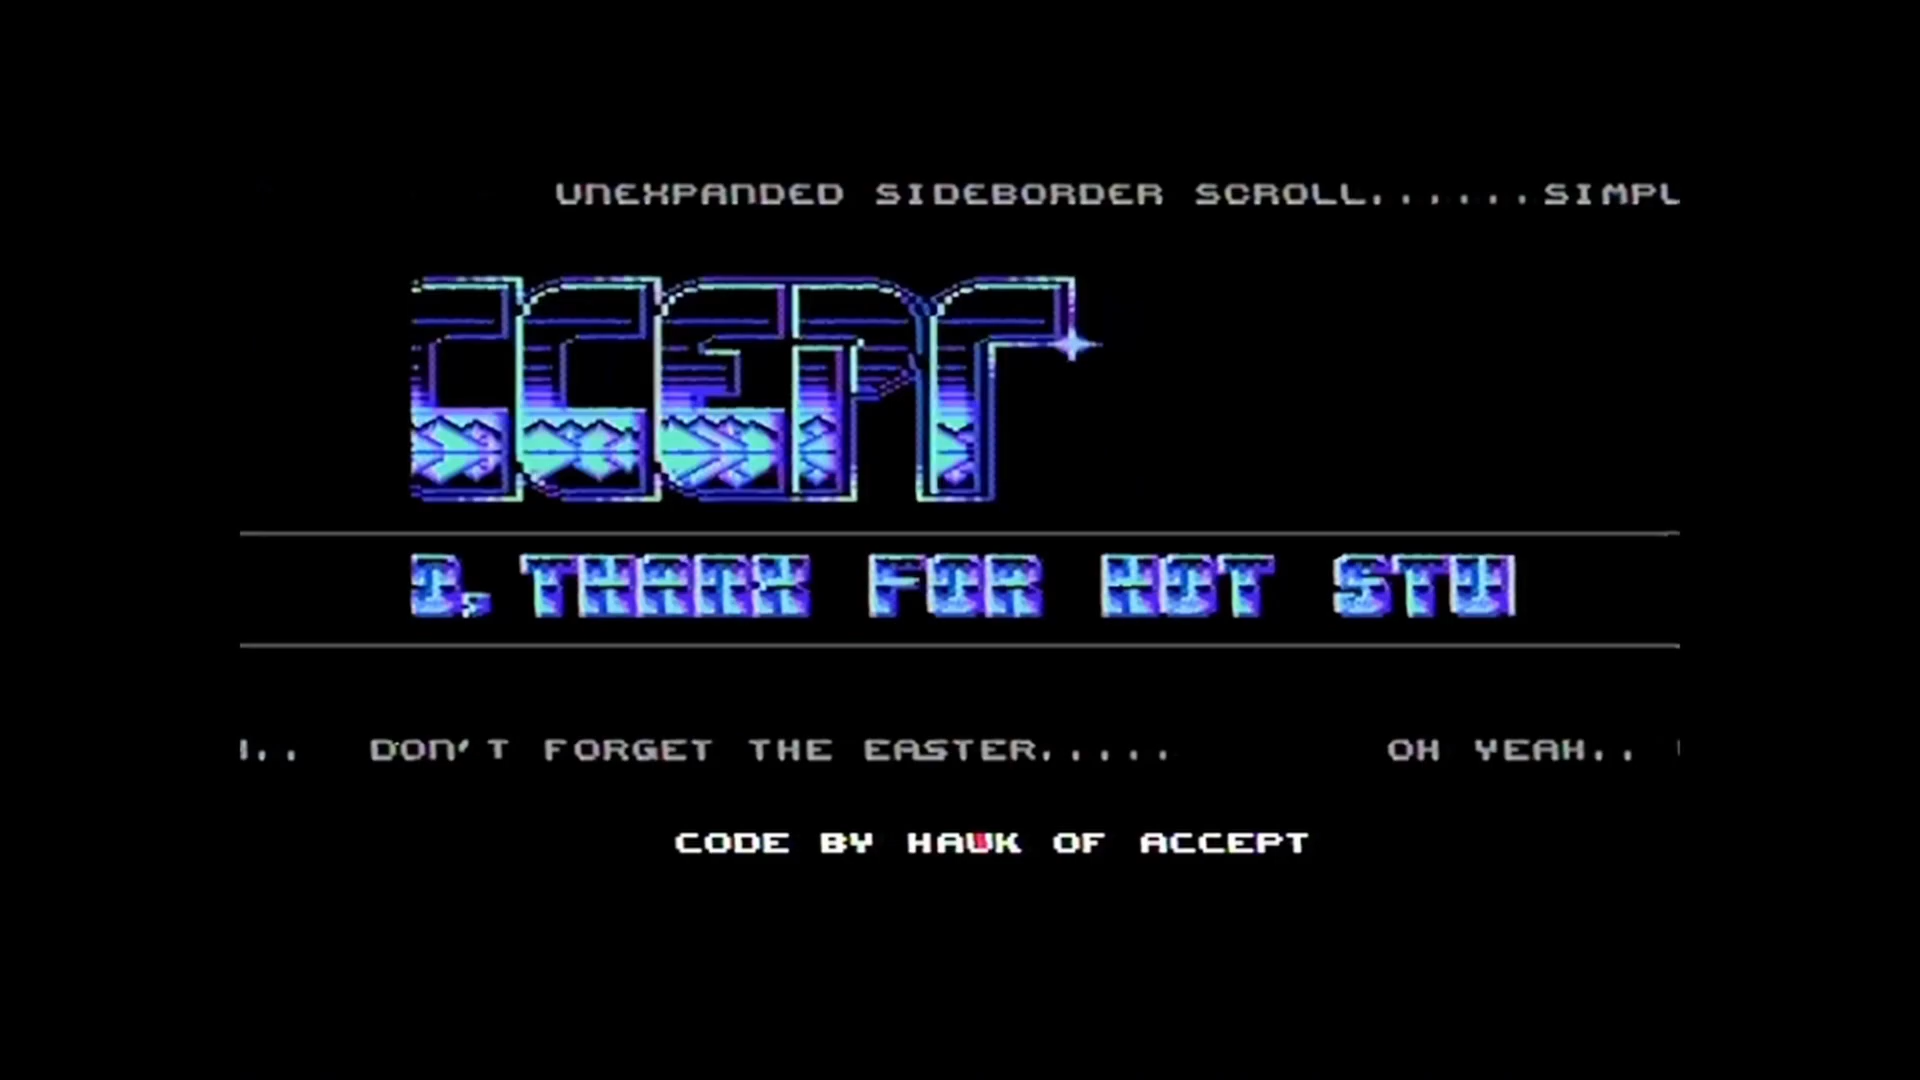 UNEXPANDED SIDEBORDER SCROLL......SIMPL
CCEPT
D, THANX FOR HOT STU
.. DON'T FORGET THE EASTER..... OH YEAH..
CODE BY HAWK OF ACCEPT